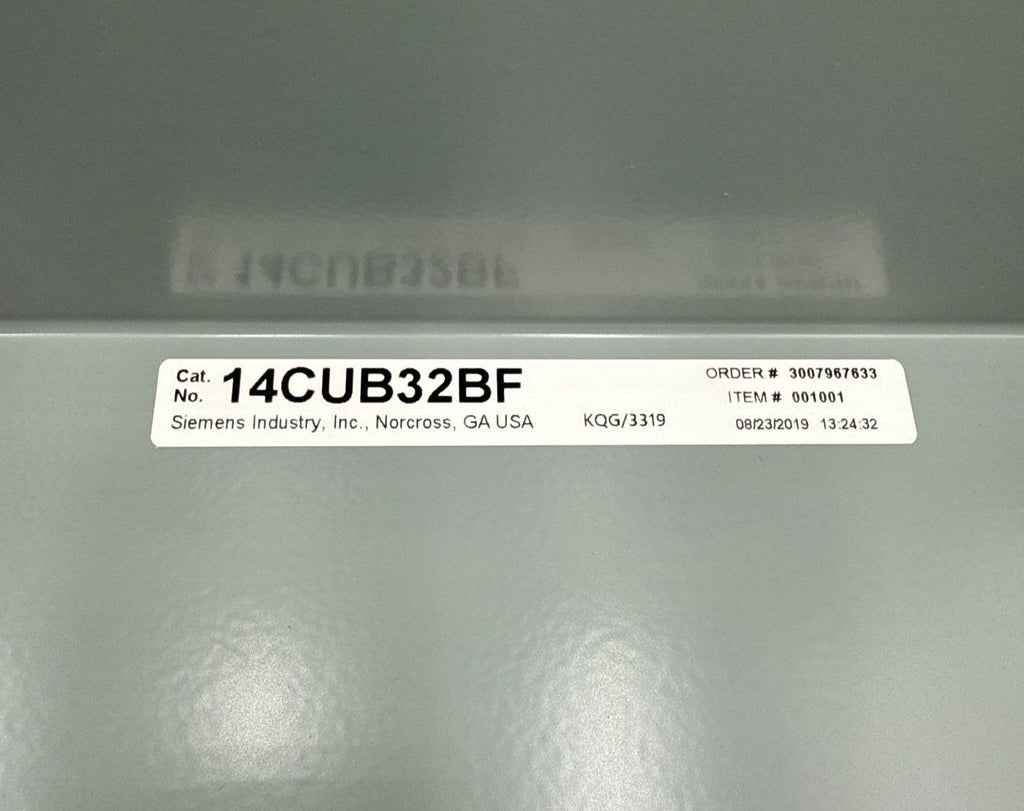 Cat. No. 14CUB32BF
Siemens Industry, Inc., Norcross, GA USA
KQG/3319
ORDER # 3007967633
ITEM # 001001
08/23/2019 13:24:32